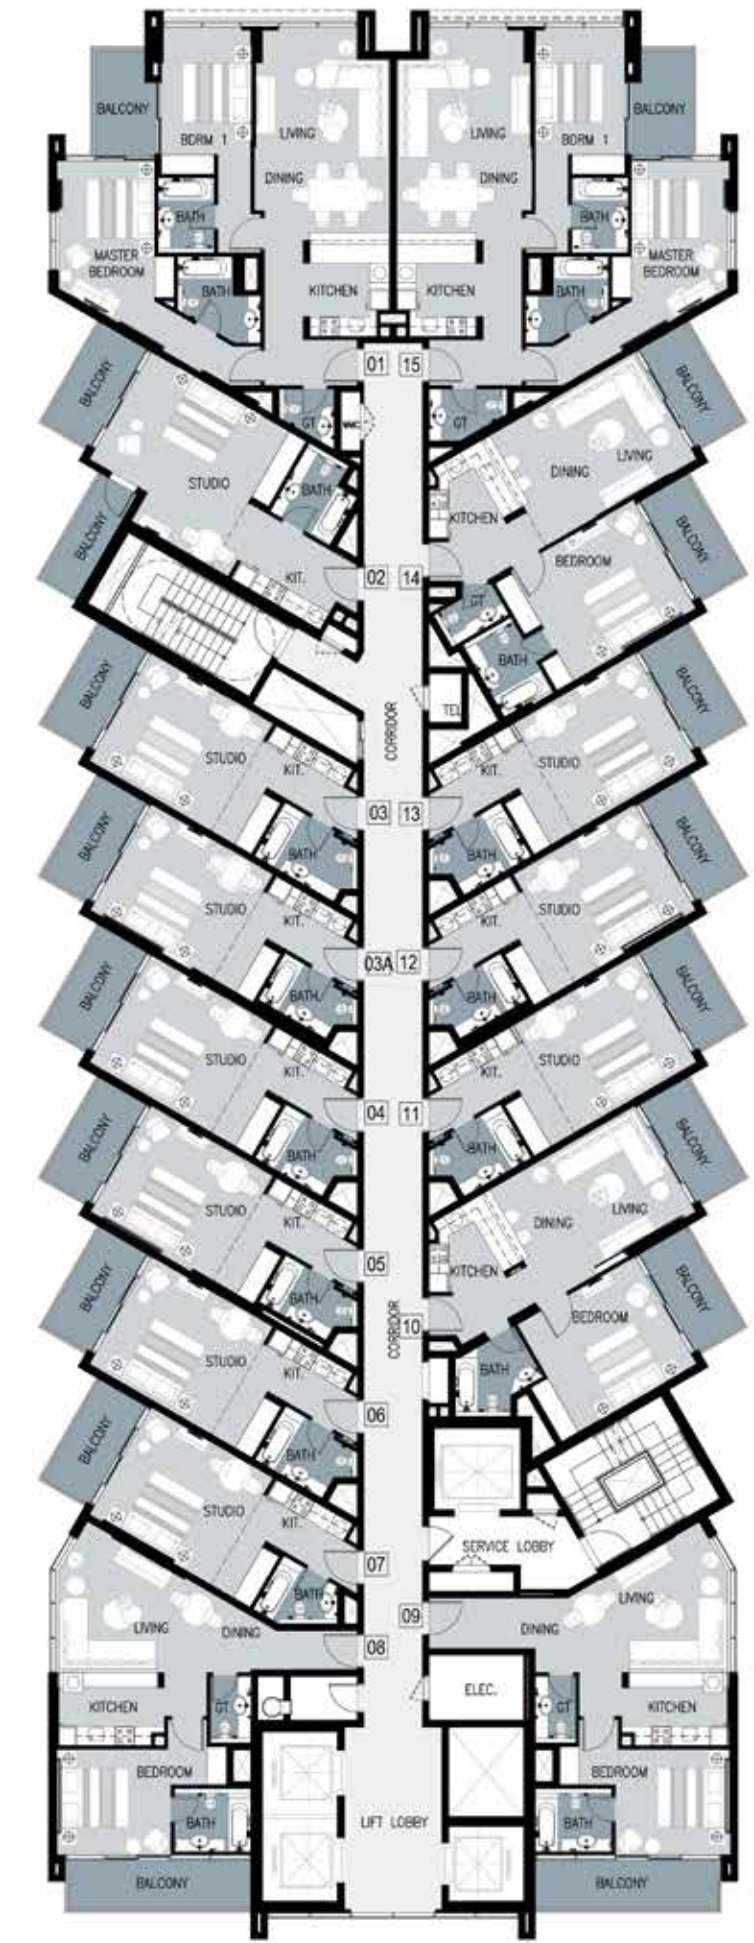 BALCONY
BDRM 1
LIVING
DINING
LIVING
DINING
BDRM 1
BALCONY
BATH
BATH
MASTER
BEDROOM
MASTER
BEDROOM
BATH
KITCHEN
KITCHEN
BATH
01
15
BALCONY
GT
GT
BALCONY
STUDIO
BATH
DINING
LIVING
KITCHEN
BALCONY
BALCONY
KIT.
02
14
BEDROOM
GT
BATH
BALCONY
TEL
CORRIDOR
BALCONY
STUDIO
KIT.
KIT.
STUDIO
03
13
BATH
BATH
BALCONY
BALCONY
STUDIO
KIT.
KIT.
STUDIO
03A
12
BATH
BATH
BALCONY
BALCONY
STUDIO
KIT.
KIT.
STUDIO
04
11
BATH
BATH
BALCONY
BALCONY
STUDIO
KIT.
DINING
LIVING
05
KITCHEN
BATH
BALCONY
BALCONY
CORRIDOR
10
BEDROOM
STUDIO
KIT.
BATH
06
BATH
BALCONY
STUDIO
KIT.
SERVICE LOBBY
07
BATH
09
LIVING
DINING
08
DINING
LIVING
KITCHEN
GT
ELEC.
GT
KITCHEN
BEDROOM
BEDROOM
BATH
LIFT LOBBY
BATH
BALCONY
BALCONY